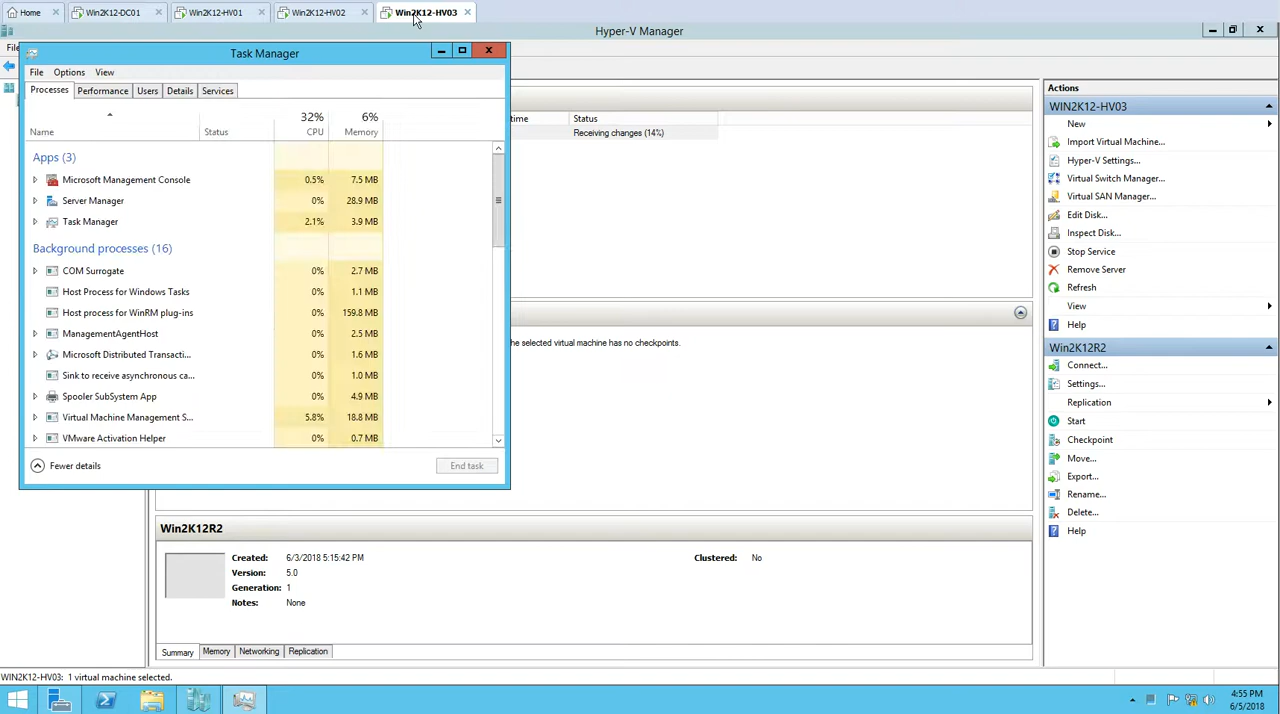 Home
Win2K12-DC01
Win2K12-HV01
Win2K12-HV02
Win2K12-HV03
Hyper-V Manager
File
Task Manager
File Options View
Processes Performance Users Details Services
32% 6%
Name Status CPU Memory
Apps (3)
Microsoft Management Console 0.5% 7.5 MB
Server Manager 0% 28.9 MB
Task Manager 2.1% 3.9 MB
Background processes (16)
COM Surrogate 0% 2.7 MB
Host Process for Windows Tasks 0% 1.1 MB
Host process for WinRM plug-ins 0% 159.8 MB
ManagementAgentHost 0% 2.5 MB
Microsoft Distributed Transacti... 0% 1.6 MB
Sink to receive asynchronous ca... 0% 1.0 MB
Spooler SubSystem App 0% 4.9 MB
Virtual Machine Management S... 5.8% 18.8 MB
VMware Activation Helper 0% 0.7 MB
Fewer details End task
time Status
Receiving changes (14%)
he selected virtual machine has no checkpoints.
Win2K12R2
Created: 6/3/2018 5:15:42 PM Clustered: No
Version: 5.0
Generation: 1
Notes: None
Summary Memory Networking Replication
Actions
WIN2K12-HV03
New
Import Virtual Machine...
Hyper-V Settings...
Virtual Switch Manager...
Virtual SAN Manager...
Edit Disk...
Inspect Disk...
Stop Service
Remove Server
Refresh
View
Help
Win2K12R2
Connect...
Settings...
Replication
Start
Checkpoint
Move...
Export...
Rename...
Delete...
Help
WIN2K12-HV03: 1 virtual machine selected.
4:55 PM
6/5/2018